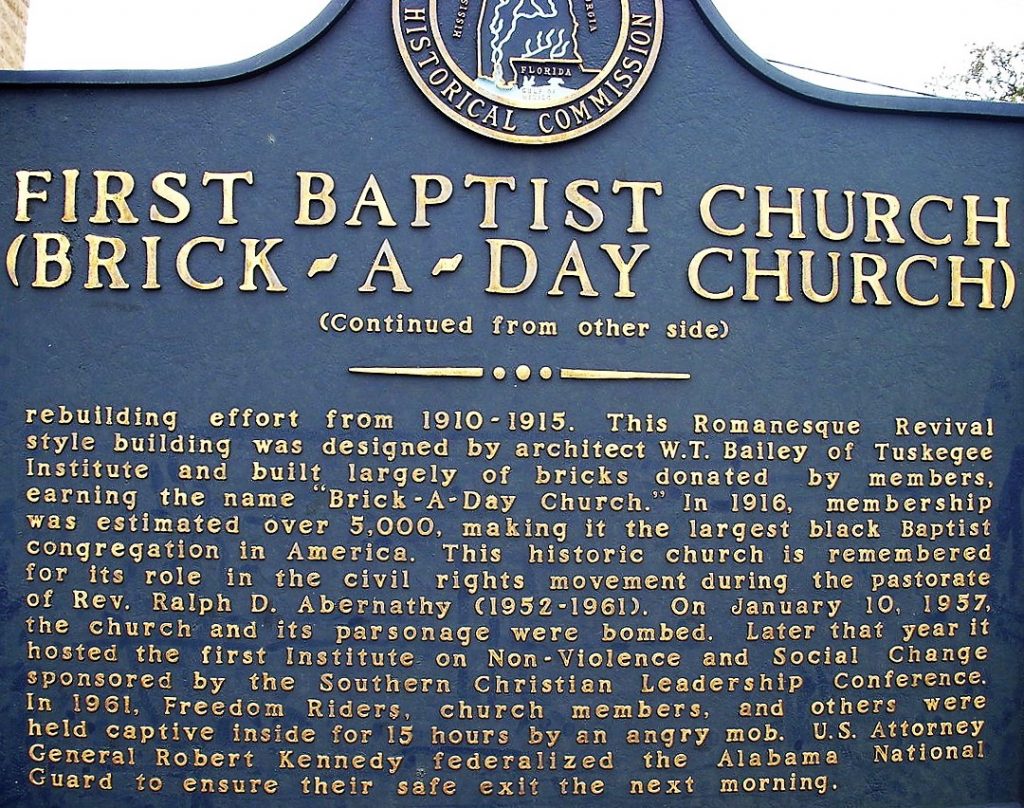 HISTORICAL COMMISSION
FLORIDA
FIRST BAPTIST CHURCH
(BRICK-A-DAY CHURCH)
(Continued from other side)
rebuilding effort from 1910-1915. This Romanesque Revival
style building was designed by architect W.T. Bailey of Tuskegee
Institute and built largely of bricks donated by members,
earning the name "Brick-A-Day Church." In 1916, membership
was estimated over 5,000, making it the largest black Baptist
congregation in America. This historic church is remembered
for its role in the civil rights movement during the pastorate
of Rev. Ralph D. Abernathy (1952-1961). On January 10, 1957,
the church and its parsonage were bombed. Later that year it
hosted the first Institute on Non-Violence and Social Change
sponsored by the Southern Christian Leadership Conference.
In 1961, Freedom Riders, church members, and others were
held captive inside for 15 hours by an angry mob. U.S. Attorney
General Robert Kennedy federalized the Alabama National
Guard to ensure their safe exit the next morning.